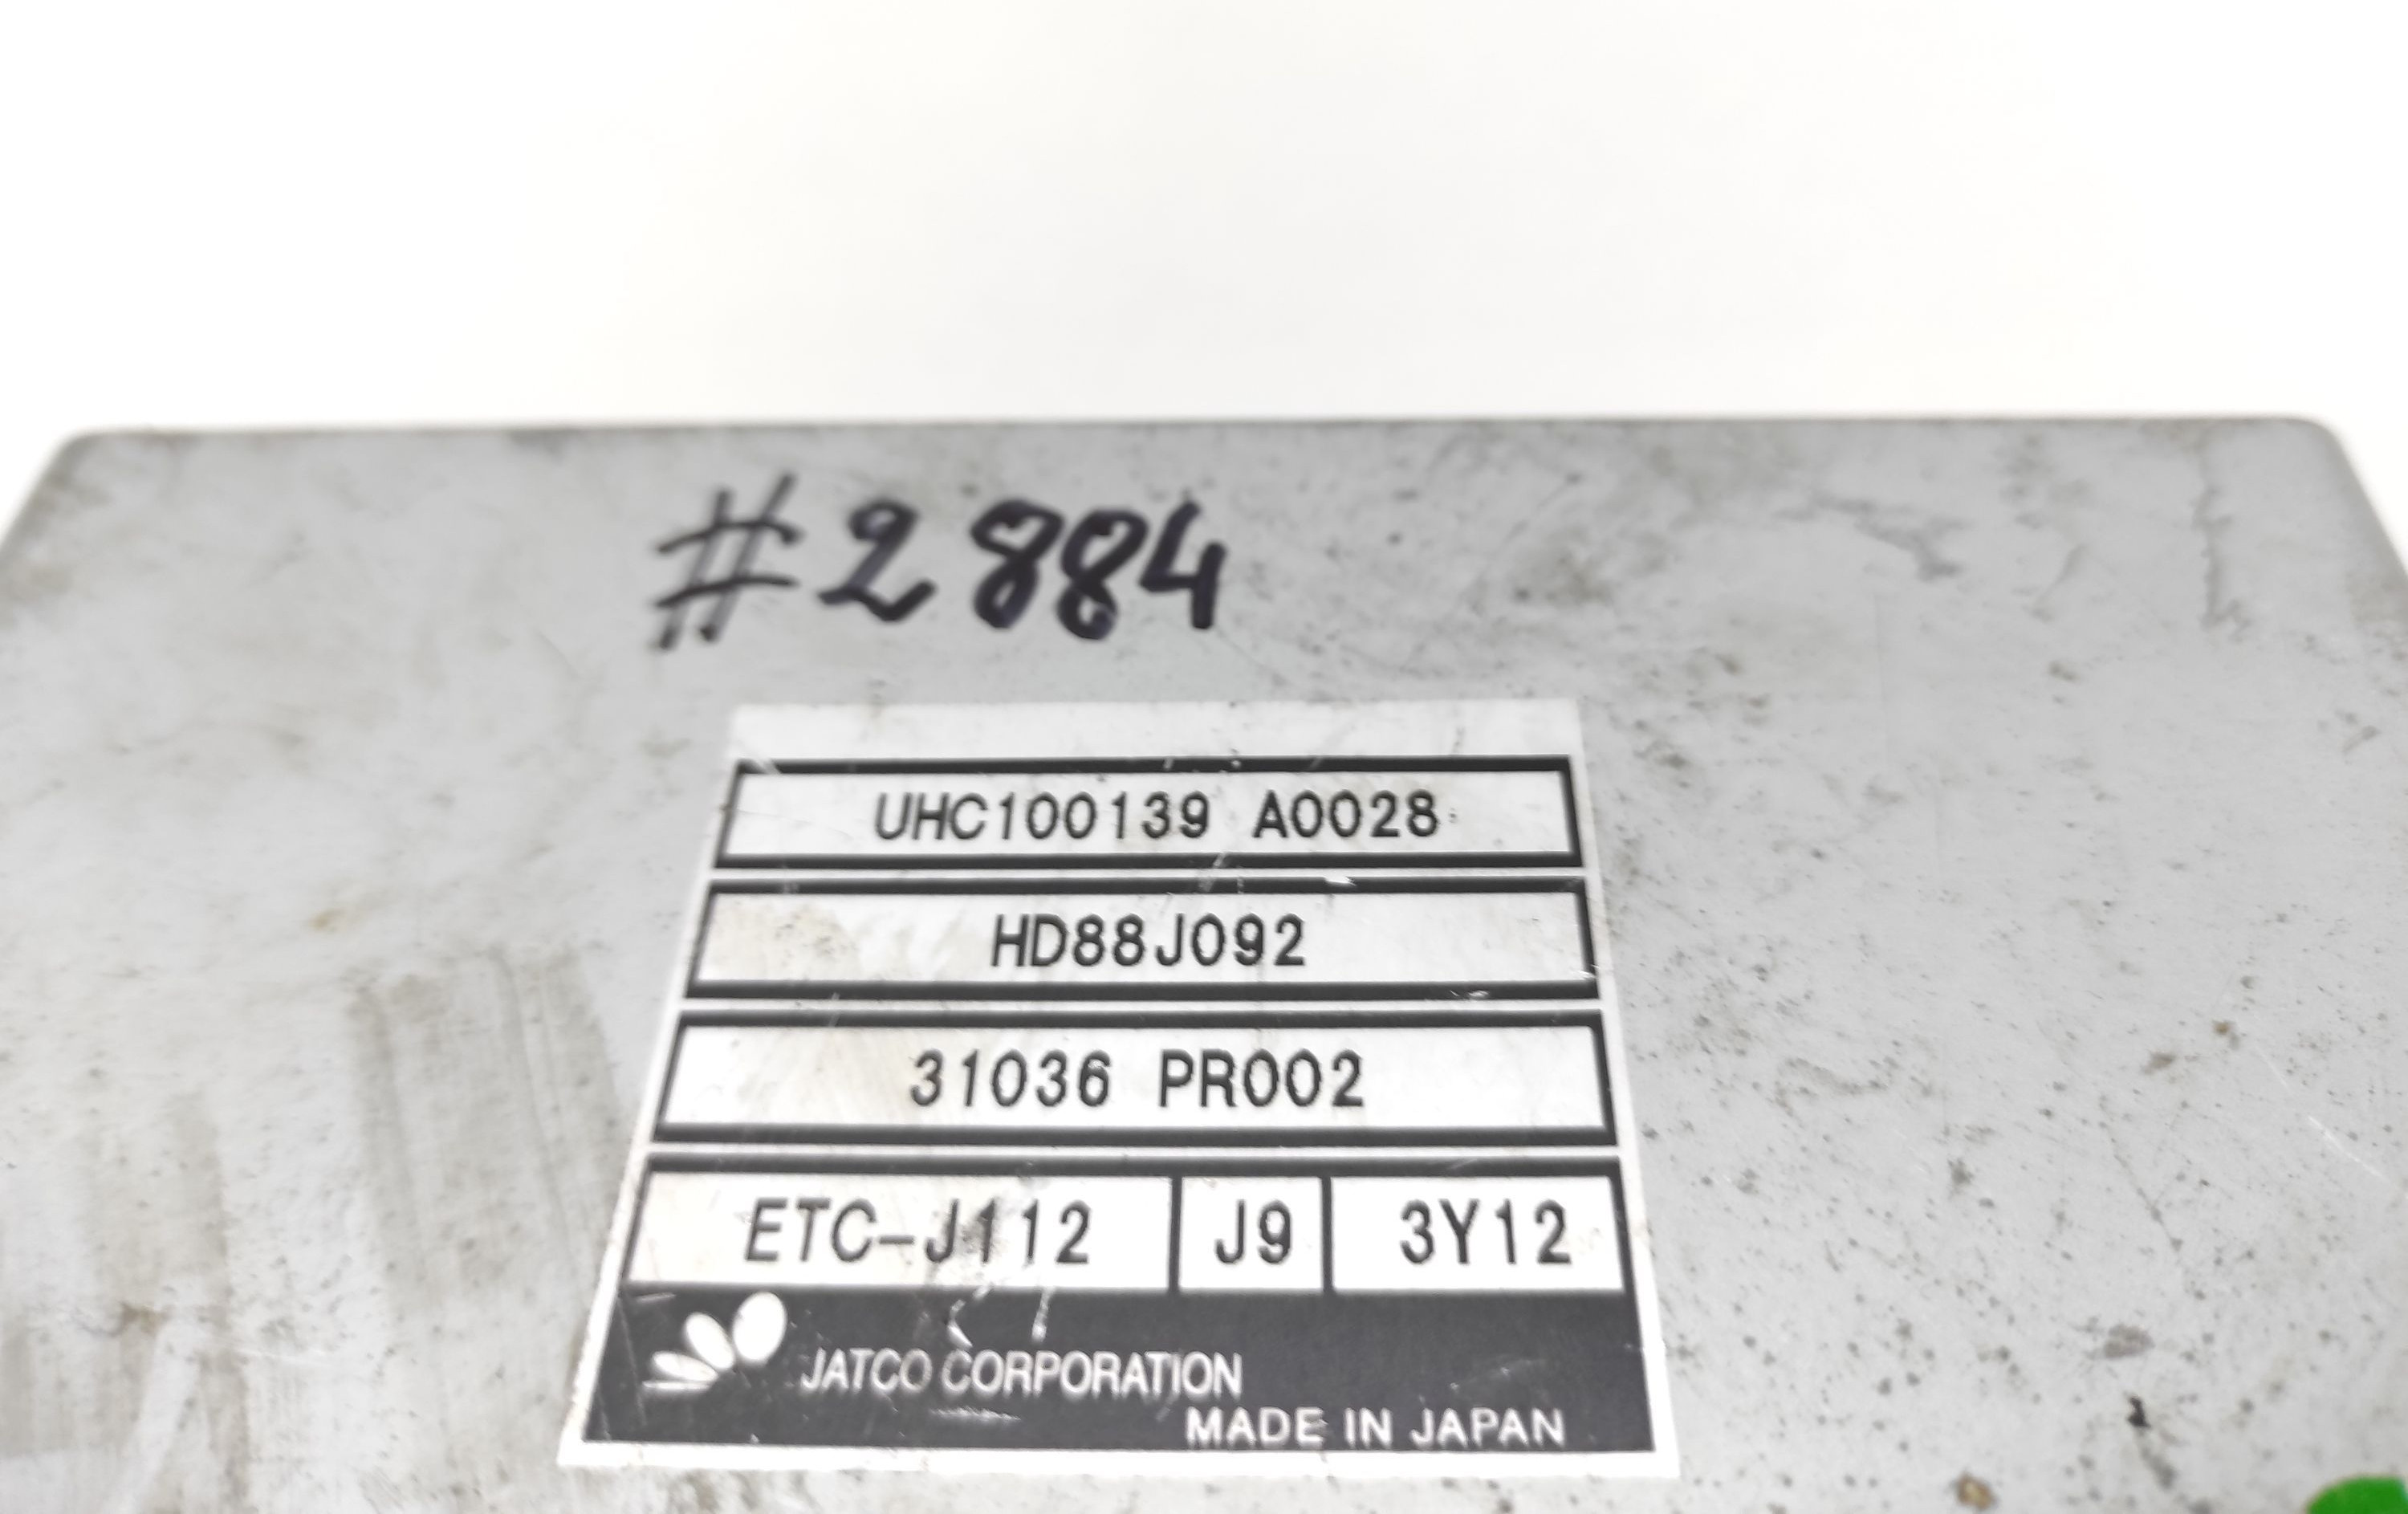 #2884
UHC100139 A0028
HD88J092
31036 PR002
ETC-J112 J9 3Y12
JATCO CORPORATION
MADE IN JAPAN